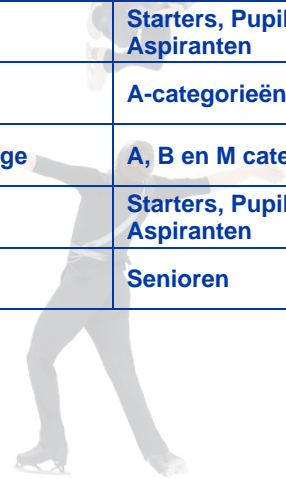 Starters, Pupil
Aspiranten
A-categorieën
ge
A, B en M cate
Starters, Pupil
Aspiranten
Senioren